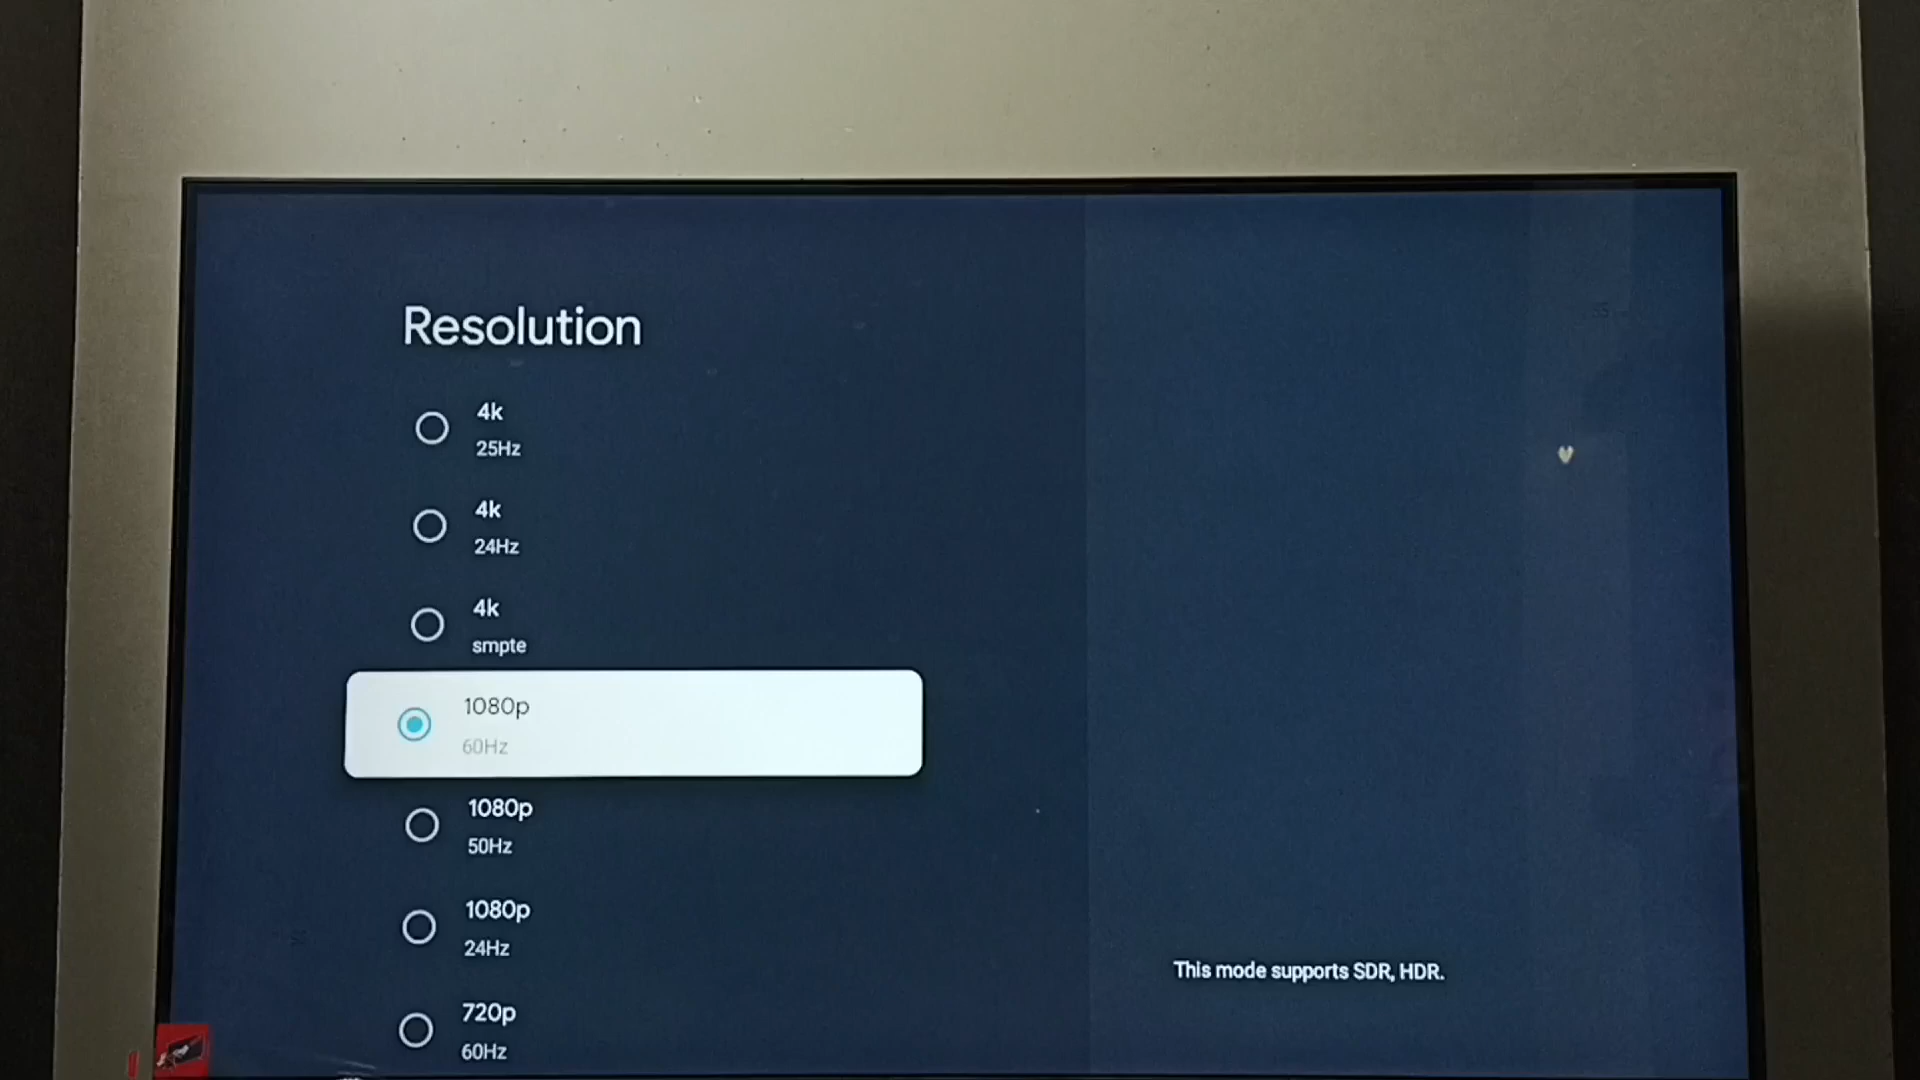 Resolution
4k
25Hz
4k
24Hz
4k
smpte
1080p
60Hz
1080p
50Hz
1080p
24Hz
720p
60Hz
This mode supports SDR, HDR.